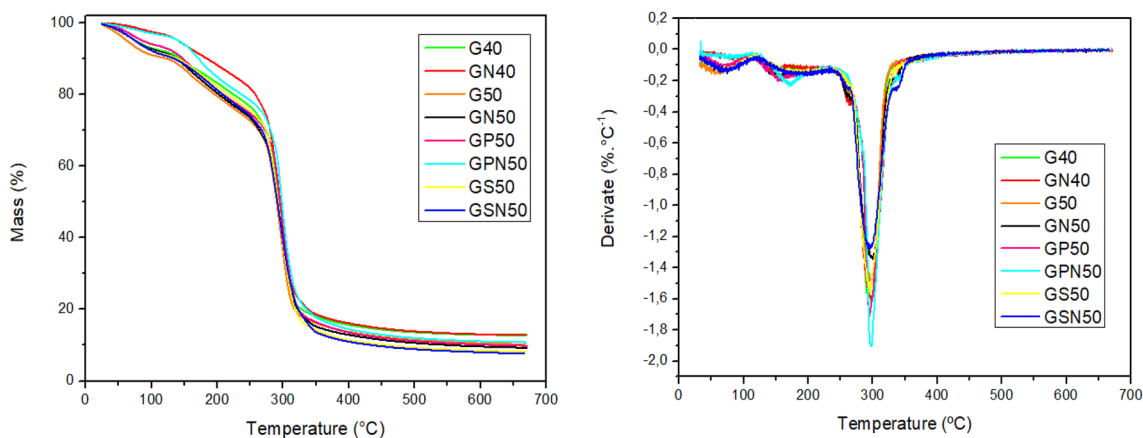 100
80
60
40
20
0
Mass (%)
0
100
200
300
400
500
600
700
Temperature (°C)
G40
GN40
G50
GN50
GP50
GPN50
GS50
GSN50
0,2
0,0
-0,2
-0,4
-0,6
-0,8
-1,0
-1,2
-1,4
-1,6
-1,8
-2,0
Derivate (%.°C⁻¹)
0
100
200
300
400
500
600
700
Temperature (ºC)
G40
GN40
G50
GN50
GP50
GPN50
GS50
GSN50